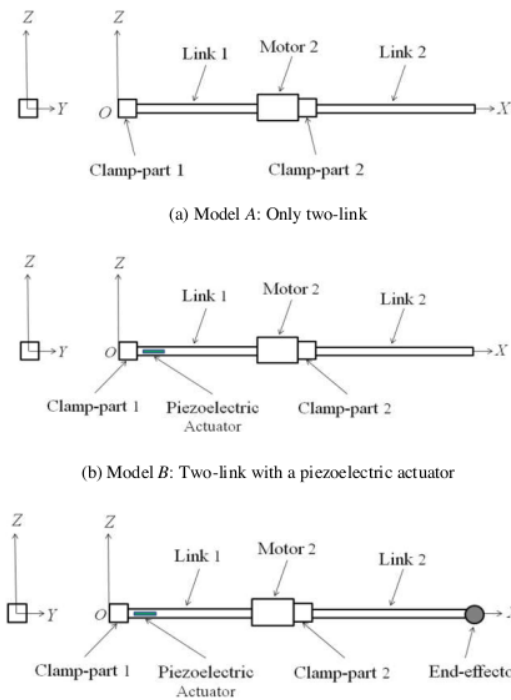 Z
Z
Link 1
Motor 2
Link 2
Y
O
X
Clamp-part 1
Clamp-part 2
(a) Model A: Only two-link
Z
Z
Link 1
Motor 2
Link 2
Y
O
X
Clamp-part 1
Piezoelectric
Actuator
Clamp-part 2
(b) Model B: Two-link with a piezoelectric actuator
Z
Z
Link 1
Motor 2
Link 2
Y
O
Clamp-part 1
Piezoelectric
Actuator
Clamp-part 2
End-effecto